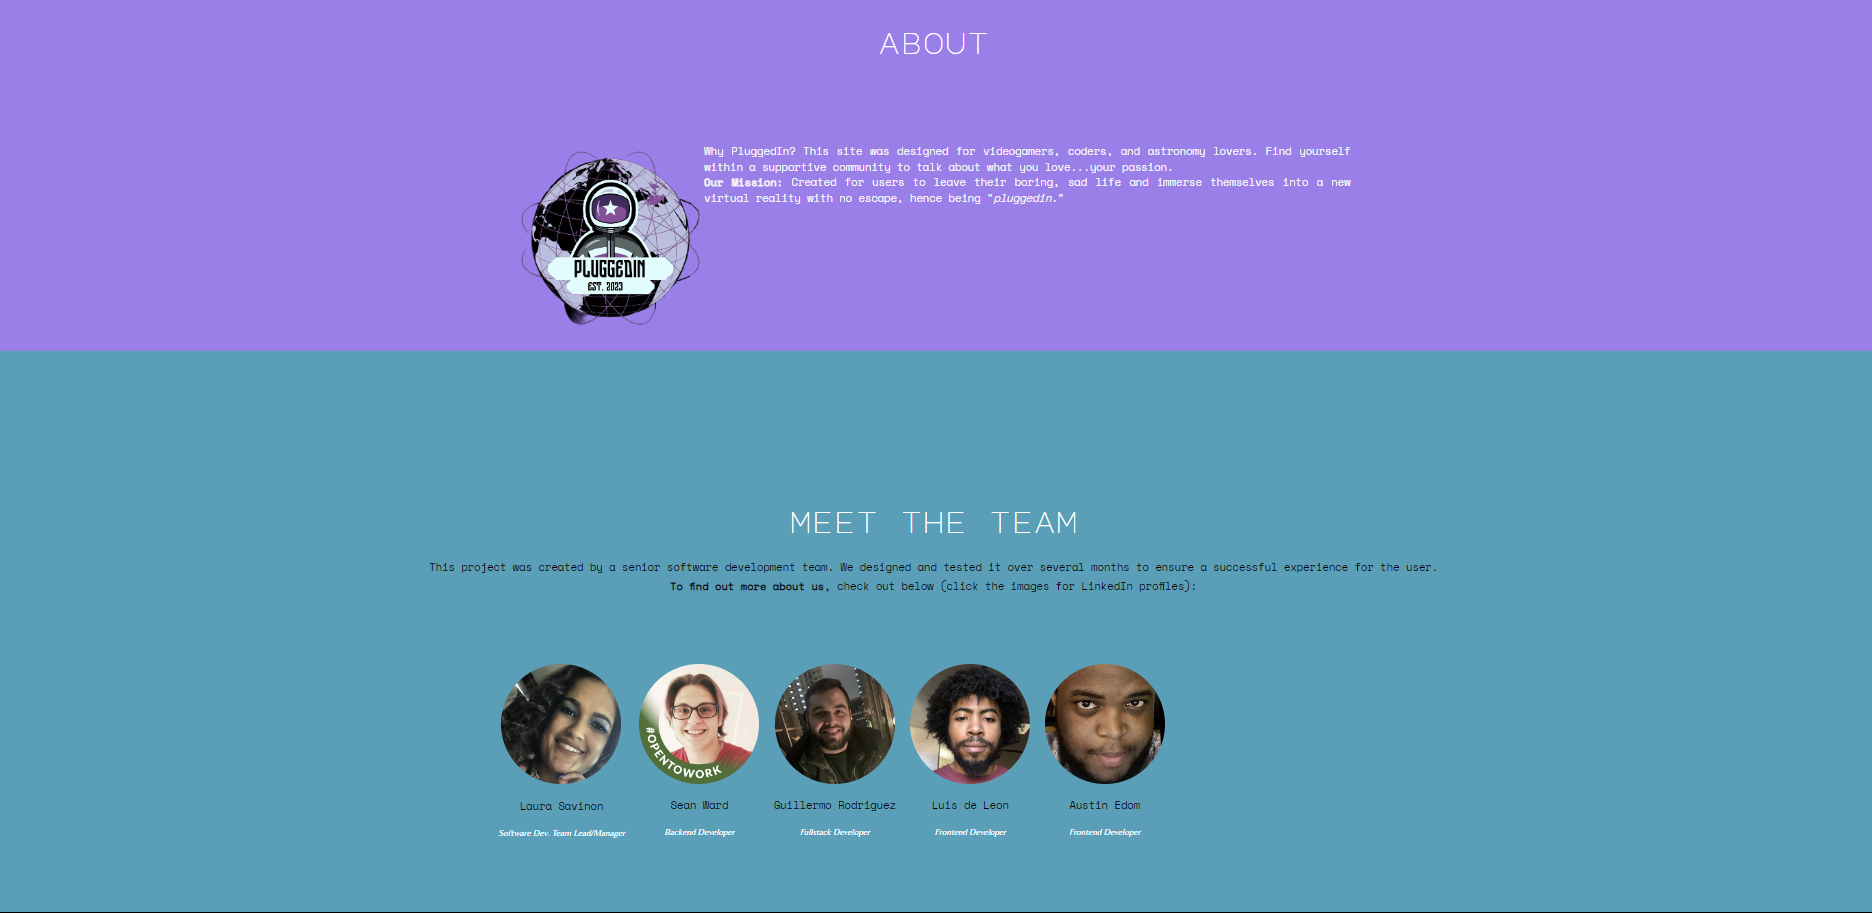 ABOUT
Why PluggedIn? This site was designed for videogamers, coders, and astronomy lovers. Find yourself
within a supportive community to talk about what you love...your passion.
Our Mission: Created for users to leave their boring, sad life and immerse themselves into a new
virtual reality with no escape, hence being "pluggedin."
PLUGGEDIN
EST. 2023
MEET THE TEAM
This project was created by a senior software development team. We designed and tested it over several months to ensure a successful experience for the user.
To find out more about us, check out below (click the images for LinkedIn profiles):
#OPENTOWORK
Laura Savinon
Sean Ward
Guillermo Rodriguez
Luis de Leon
Austin Edom
Software Dev. Team Lead/Manager
Backend Developer
Fullstack Developer
Frontend Developer
Frontend Developer